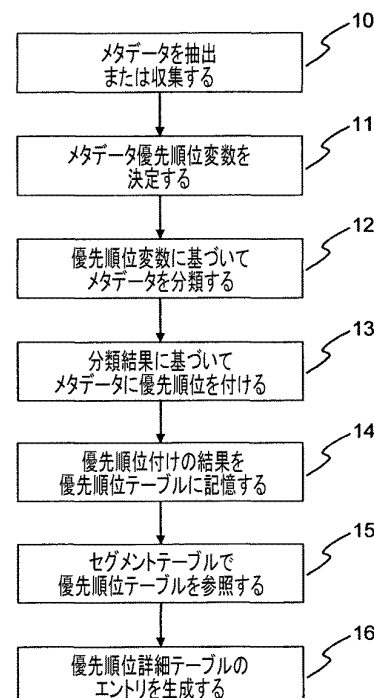 10
メタデータを抽出
または収集する
11
メタデータ優先順位変数を
決定する
12
優先順位変数に基づいて
メタデータを分類する
13
分類結果に基づいて
メタデータに優先順位を付ける
14
優先順位付けの結果を
優先順位テーブルに記憶する
15
セグメントテーブルで
優先順位テーブルを参照する
16
優先順位詳細テーブルの
エントリを生成する